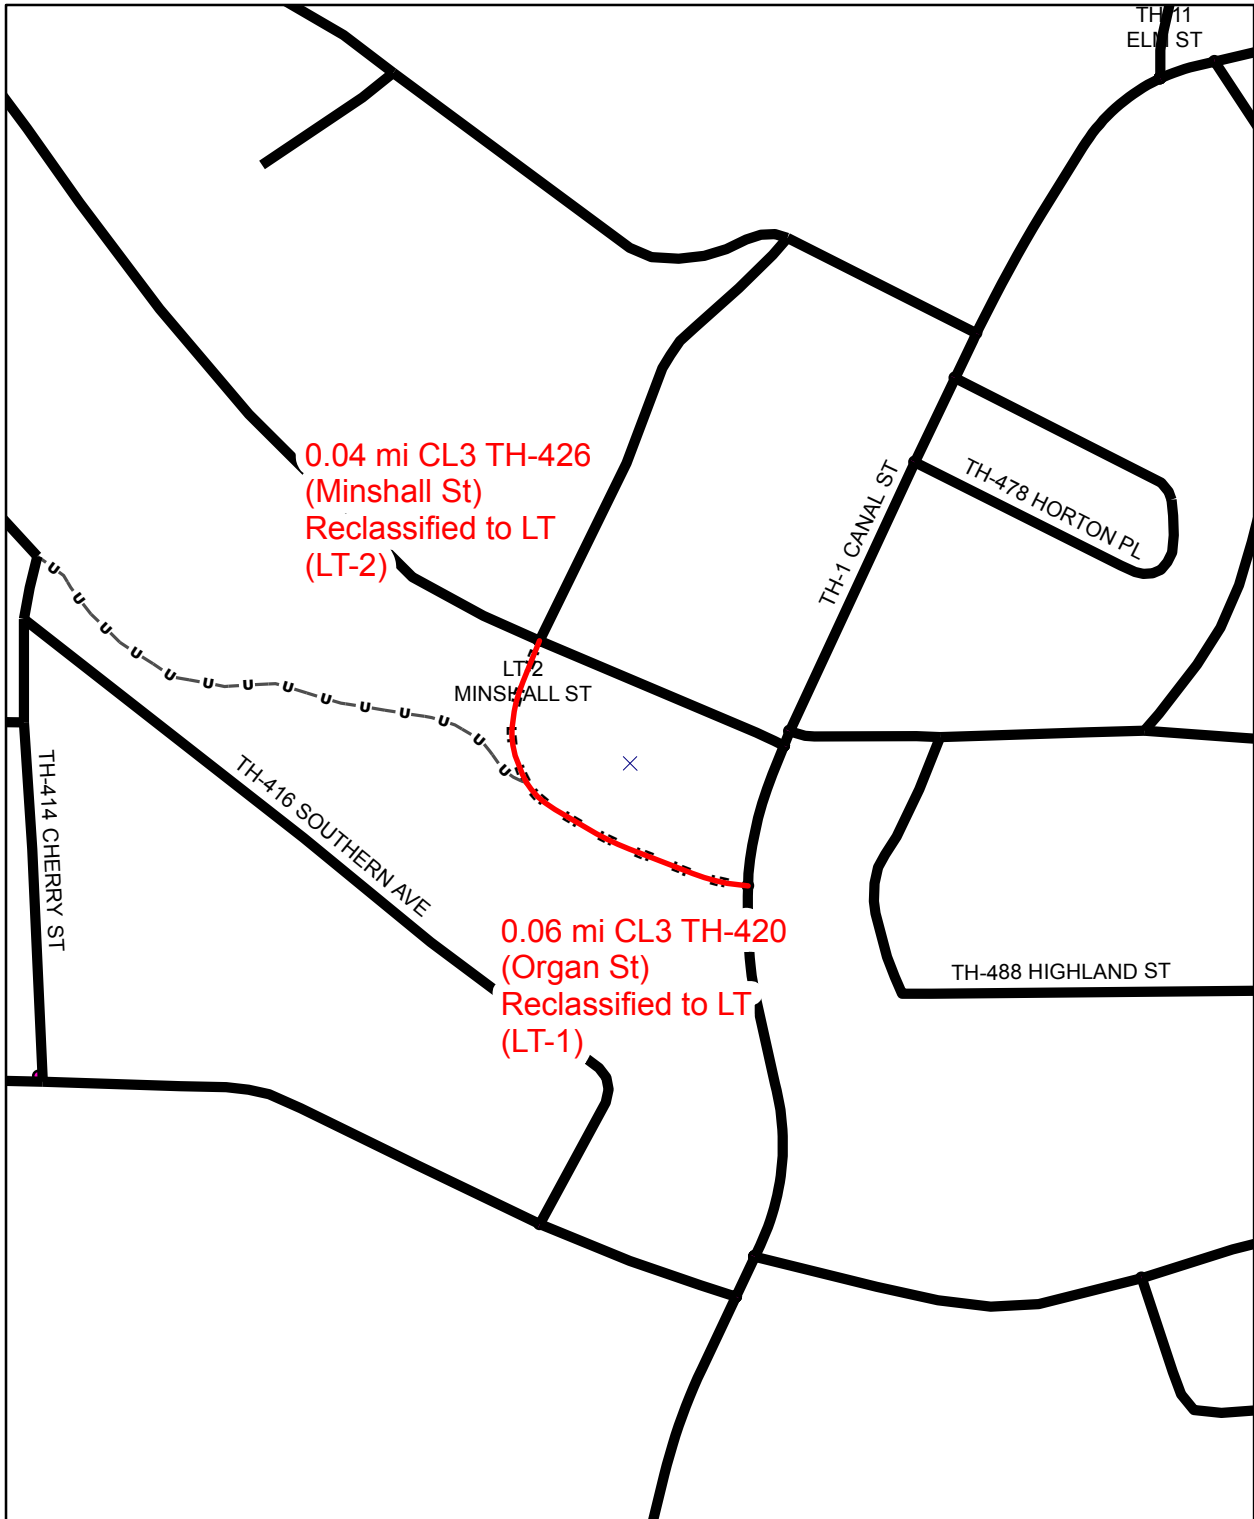 TH-11
ELM ST
0.04 mi CL3 TH-426
(Minshall St)
Reclassified to LT
(LT-2)
TH-478 HORTON PL
TH-1 CANAL ST
LT-2
MINSHALL ST
TH-414 CHERRY ST
TH-416 SOUTHERN AVE
0.06 mi CL3 TH-420
(Organ St)
Reclassified to LT
(LT-1)
TH-488 HIGHLAND ST